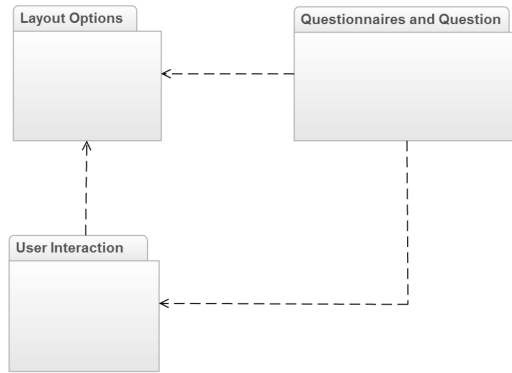 Layout Options
Questionnaires and Question
User Interaction